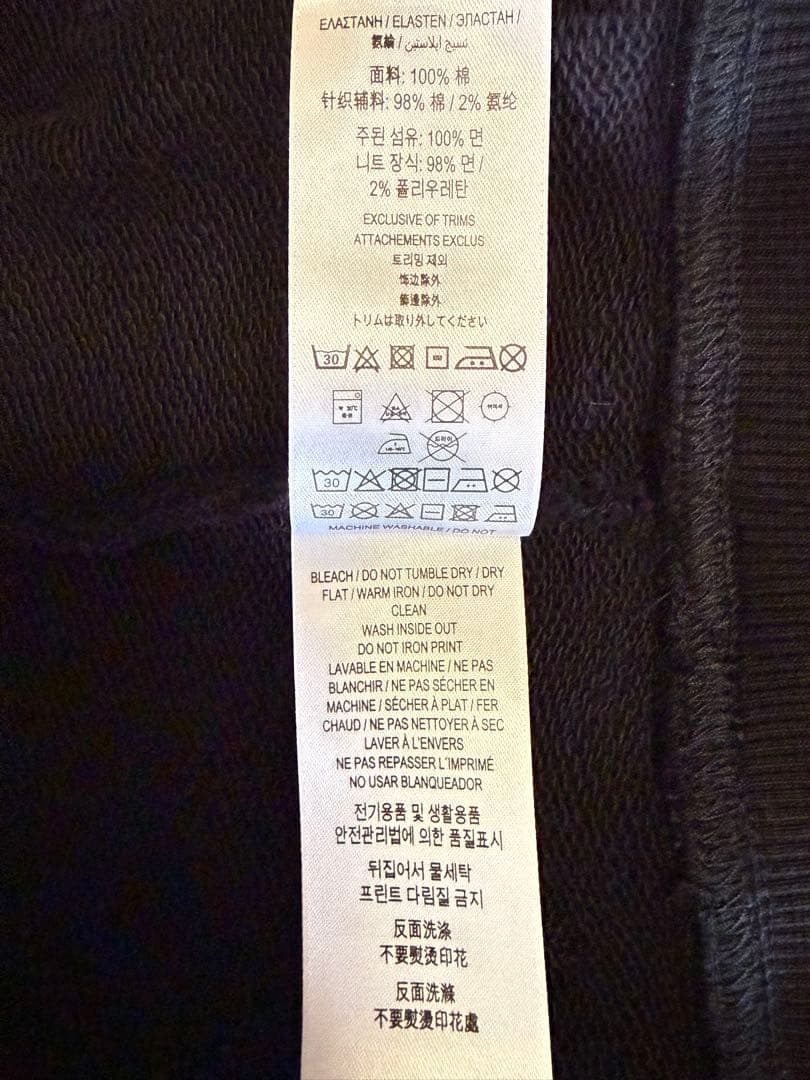 ΕΛΑΣΤΑΝΗ / ELASTEN / ЭЛАСТАН /
氨綸 / نسيج ايلاستين
面料: 100% 棉
针织辅料: 98% 棉 / 2% 氨纶
주된 섬유: 100% 면
니트 장식: 98% 면 /
2% 폴리우레탄
EXCLUSIVE OF TRIMS
ATTACHEMENTS EXCLUS
트리밍 제외
饰边除外
飾邊除外
トリムは取り外してください
30
드라이
30
30
MACHINE WASHABLE / DO NOT
BLEACH / DO NOT TUMBLE DRY / DRY
FLAT / WARM IRON / DO NOT DRY
CLEAN
WASH INSIDE OUT
DO NOT IRON PRINT
LAVABLE EN MACHINE / NE PAS
BLANCHIR / NE PAS SÉCHER EN
MACHINE / SÉCHER À PLAT / FER
CHAUD / NE PAS NETTOYER À SEC
LAVER À L'ENVERS
NE PAS REPASSER L'IMPRIMÉ
NO USAR BLANQUEADOR
전기용품 및 생활용품
안전관리법에 의한 품질표시
뒤집어서 물세탁
프린트 다림질 금지
反面洗涤
不要熨烫印花
反面洗滌
不要熨燙印花處